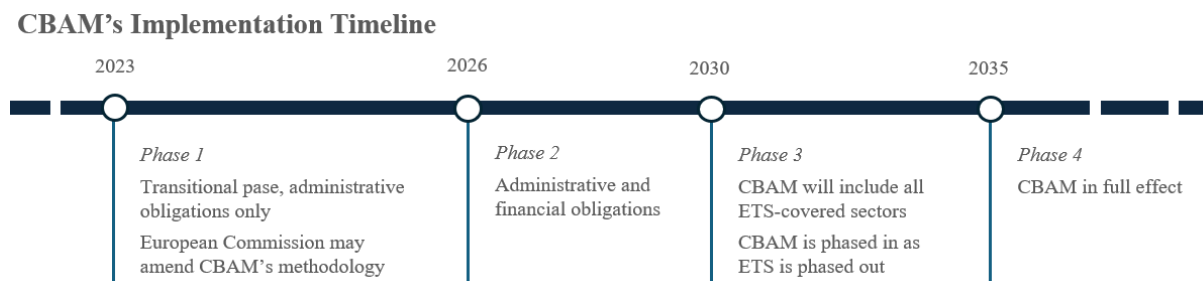 CBAM’s Implementation Timeline
2023
2026
2030
2035
Phase 1
Transitional pase, administrative
obligations only
European Commission may
amend CBAM’s methodology
Phase 2
Administrative and
financial obligations
Phase 3
CBAM will include all
ETS-covered sectors
CBAM is phased in as
ETS is phased out
Phase 4
CBAM in full effect